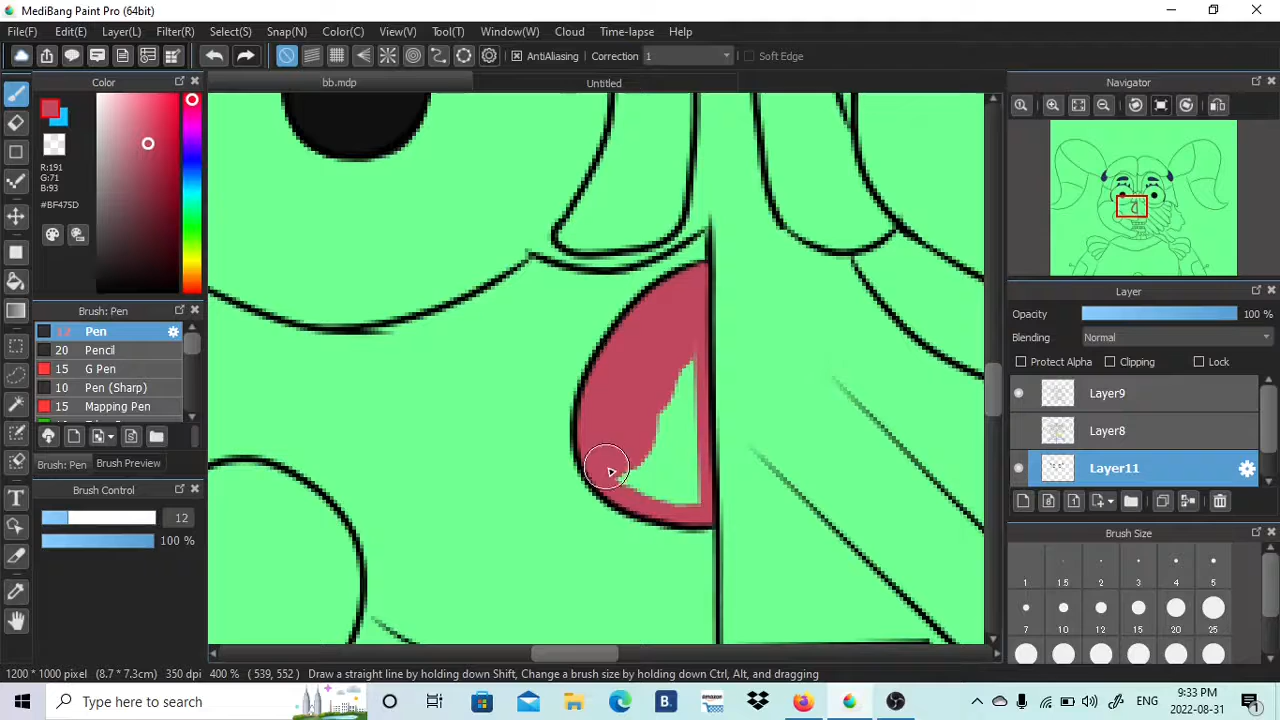 MediBang Paint Pro (64bit)
File(F) Edit(E) Layer(L) Filter(R) Select(S) Snap(N) Color(C) View(V) Tool(T) Window(W) Cloud Time-lapse Help
AntiAliasing Correction 1 Soft Edge
Color
bb.mdp
Untitled
Navigator
R:191
G:71
B:93
#BF475D
Brush: Pen
12 Pen
20 Pencil
15 G Pen
10 Pen (Sharp)
15 Mapping Pen
Brush: Pen Brush Preview
Brush Control
12
100 %
Layer
Opacity 100 %
Blending Normal
Protect Alpha Clipping Lock
Layer9
Layer8
Layer11
Brush Size
1 1.5 2 3 4 5
7 10 12 15 20 25
1200 * 1000 pixel (8.7 * 7.3cm) 350 dpi 400 % ( 539, 552 ) Draw a straight line by holding down Shift, Change a brush size by holding down Ctrl, Alt, and dragging
Type here to search
B.
amazon
ENG
9:33 PM
2022-08-31
1